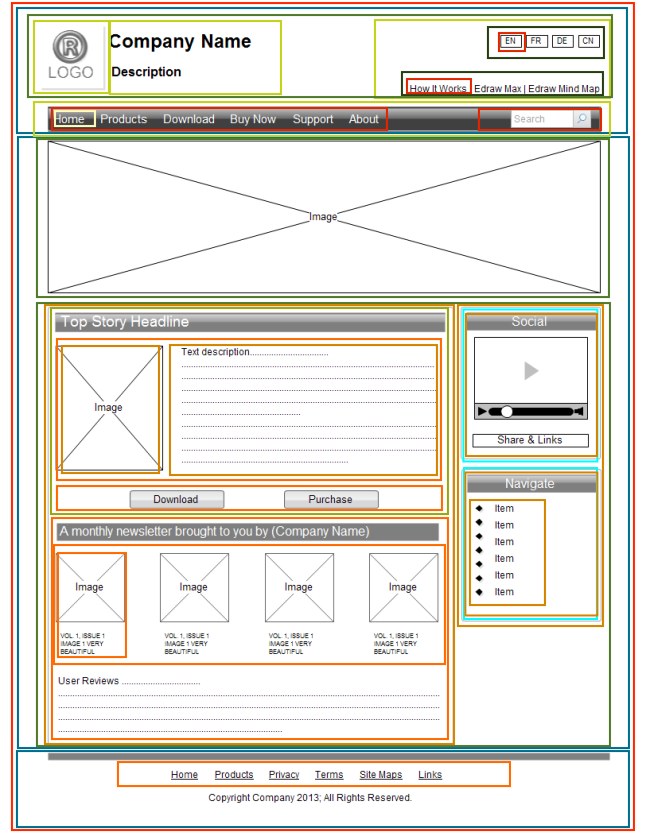 ®
LOGO
Company Name
Description
EN FR DE CN
How It Works Edraw Max | Edraw Mind Map
Home Products Download Buy Now Support About Search
Image
Top Story Headline
Image
Text description................................
Download Purchase
A monthly newsletter brought to you by (Company Name)
Image Image Image Image
VOL. 1, ISSUE 1 VOL. 1, ISSUE 1 VOL. 1, ISSUE 1 VOL. 1, ISSUE 1
IMAGE 1 VERY IMAGE 1 VERY IMAGE 1 VERY IMAGE 1 VERY
BEAUTIFUL BEAUTIFUL BEAUTIFUL BEAUTIFUL
User Reviews ................................
Social
Share & Links
Navigate
Item
Item
Item
Item
Item
Item
Home Products Privacy Terms Site Maps Links
Copyright Company 2013; All Rights Reserved.